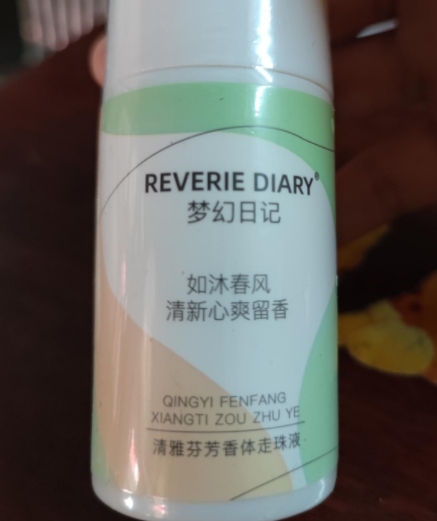 REVERIE DIARY®
梦幻日记
如沐春风
清新心爽留香
QINGYI FENFANG
XIANGTI ZOU ZHU YE
清雅芬芳香体走珠液